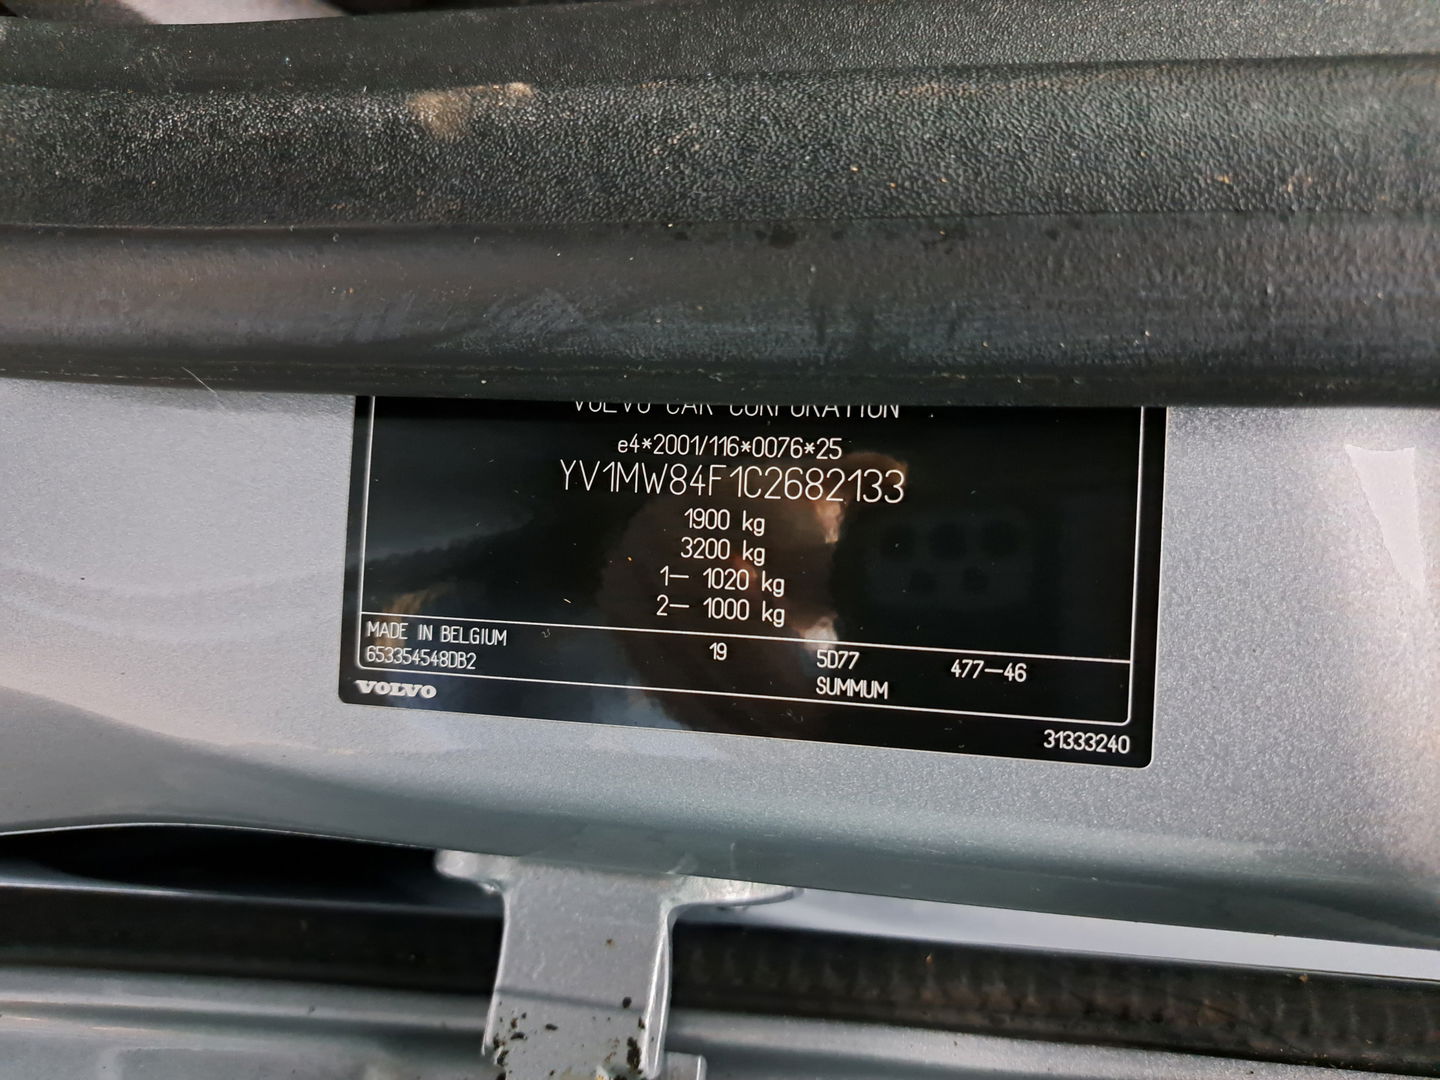 VOLVO CAR CORPORATION
e4*2001/116*0076*25
YV1MW84F1C2682133
1900 kg
3200 kg
1– 1020 kg
2– 1000 kg
MADE IN BELGIUM
653354548DB2
19
5D77
477–46
SUMMUM
VOLVO
31333240